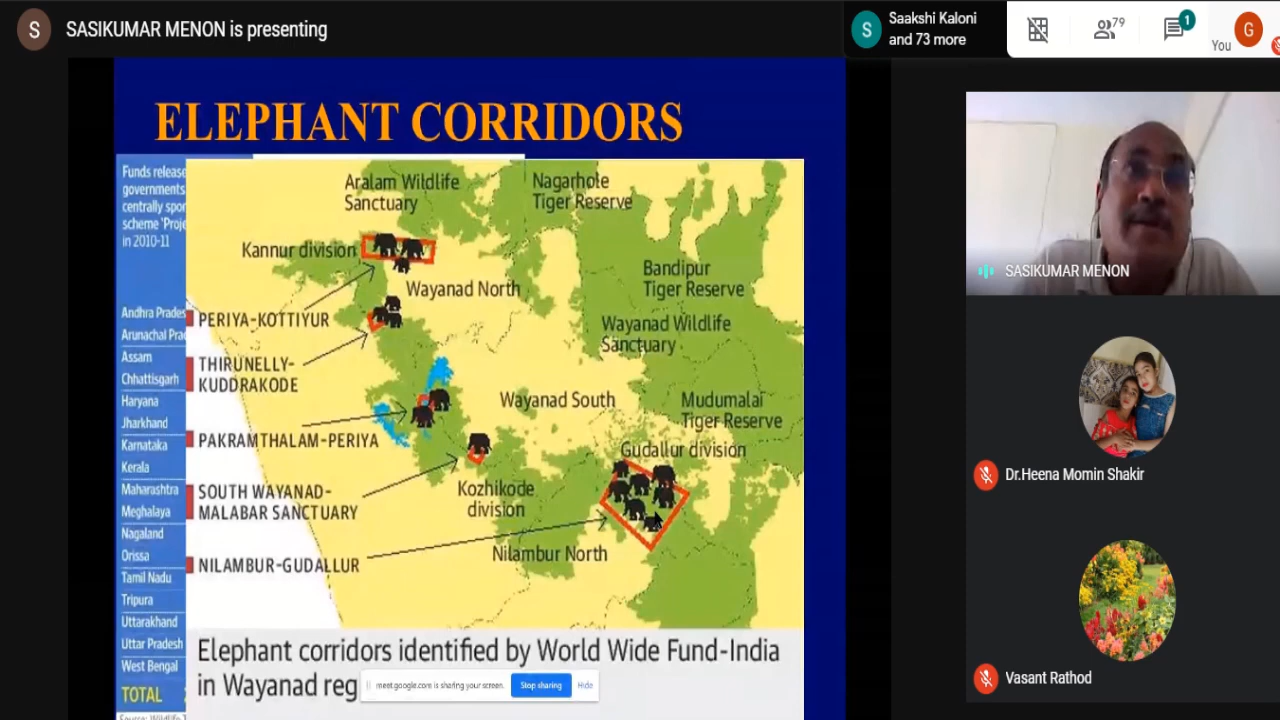 S
SASIKUMAR MENON is presenting
S
Saakshi Kaloni
and 73 more
79
1
You
G
ELEPHANT CORRIDORS
Funds release
governments
centrally spor
scheme 'Proje
in 2010-11
Andhra Prades
Arunachal Prac
Assam
Chhattisgarh
Haryana
Jharkhand
Karnataka
Kerala
Maharashtra
Meghalaya
Nagaland
Orissa
Tamil Nadu
Tripura
Uttarakhand
Uttar Pradesh
West Bengal
TOTAL
Aralam Wildlife
Sanctuary
Nagarhole
Tiger Reserve
Kannur division
Wayanad North
Bandipur
Tiger Reserve
PERIYA-KOTTIYUR
Wayanad Wildlife
Sanctuary
THIRUNELLY-
KUDDRAKODE
Wayanad South
Mudumalai
Tiger Reserve
PAKRAMTHALAM-PERIYA
Gudallur division
SOUTH WAYANAD-
MALABAR SANCTUARY
Kozhikode
division
Nilambur North
NILAMBUR-GUDALLUR
Elephant corridors identified by World Wide Fund-India
in Wayanad reg
meet.google.com is sharing your screen.
Stop sharing
Hide
SASIKUMAR MENON
Dr.Heena Momin Shakir
Vasant Rathod